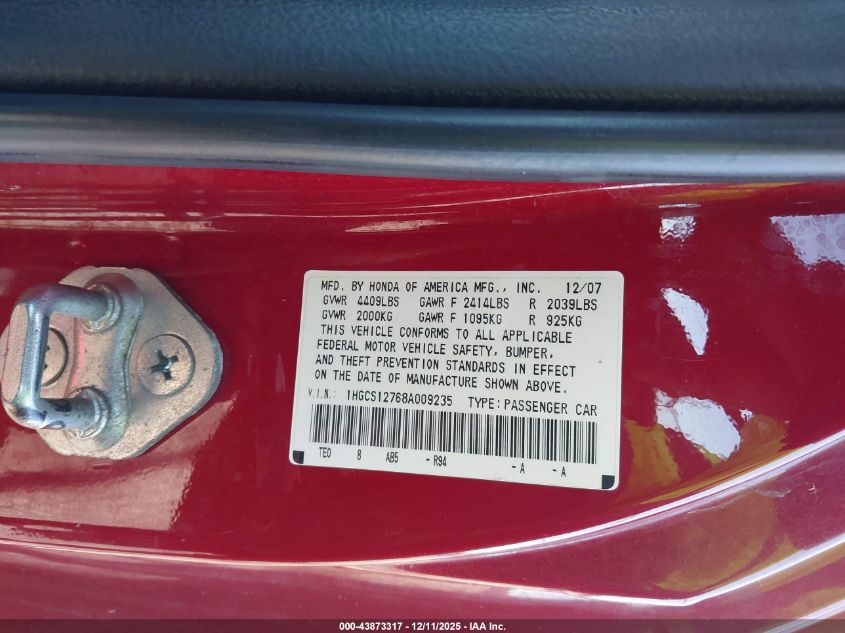 MFD. BY HONDA OF AMERICA MFG., INC. 12/07
GVWR 4409LBS GAWR F 2414LBS R 2039LBS
GVWR 2000KG GAWR F 1095KG R 925KG
THIS VEHICLE CONFORMS TO ALL APPLICABLE
FEDERAL MOTOR VEHICLE SAFETY, BUMPER,
AND THEFT PREVENTION STANDARDS IN EFFECT
ON THE DATE OF MANUFACTURE SHOWN ABOVE.
V.I.N.: 1HGCS12768A009235 TYPE: PASSENGER CAR
TEO 8 AB5 -R94 -A -A
000-43873317 - 12/11/2025 - IAA Inc.